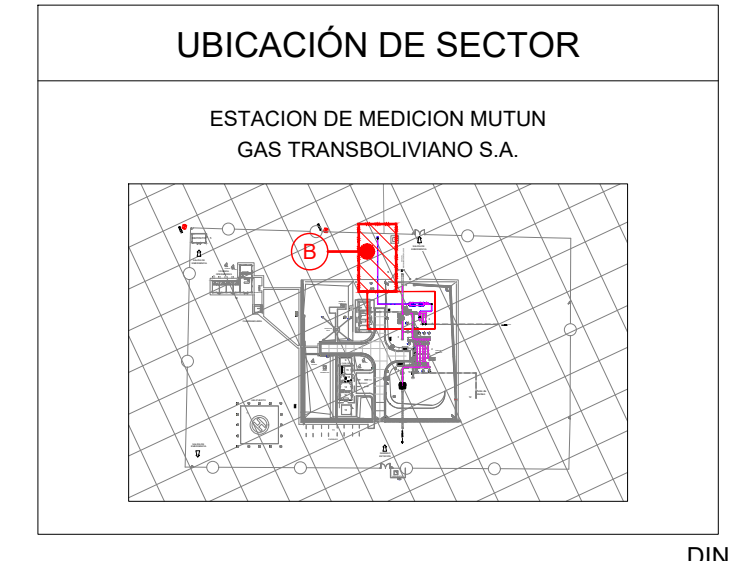 UBICACIÓN DE SECTOR
ESTACION DE MEDICION MUTUN
GAS TRANSBOLIVIANO S.A.
B
DIN